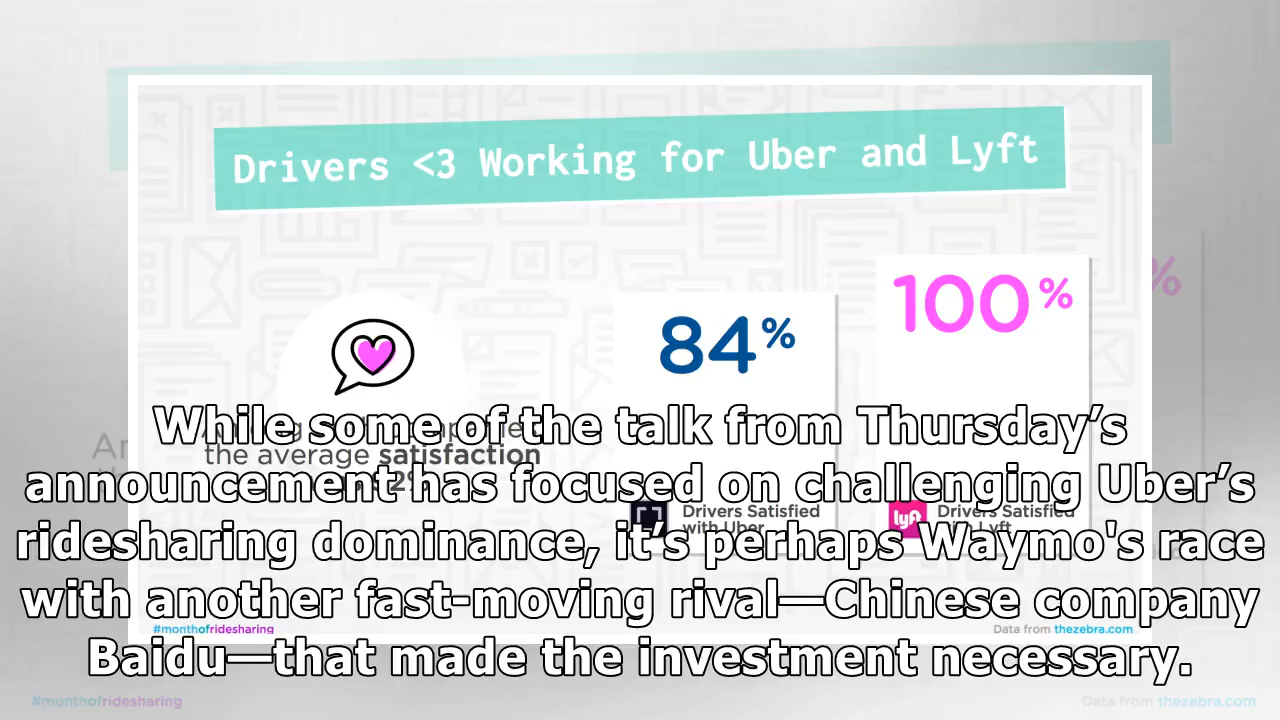 Drivers <3 Working for Uber and Lyft
100%
84%
%
While some of the talk from Thursday’s
announcement has focused on challenging Uber’s
ridesharing dominance, it’s perhaps Waymo's race
with another fast-moving rival—Chinese company
Baidu—that made the investment necessary.
the average satisfaction
Drivers Satisfied
with Uber
lyft
Drivers Satisfied
with Lyft
#monthofridesharing
Data from thezebra.com
#monthofridesharing
Data from thezebra.com